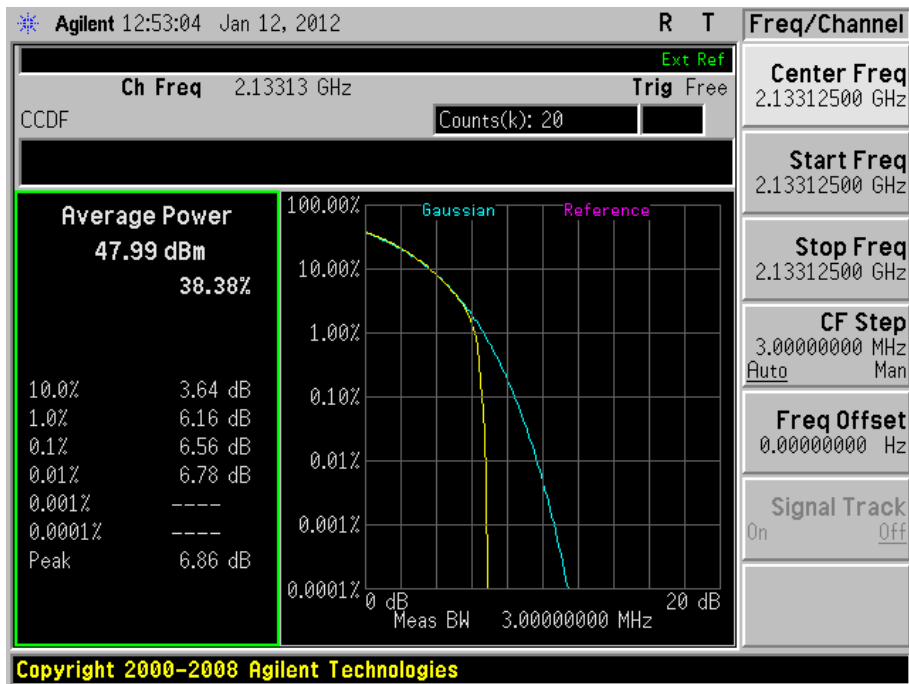 Agilent 12:53:04 Jan 12, 2012 R T
Freq/Channel
Ext Ref
Ch Freq 2.13313 GHz Trig Free
CCDF Counts(k): 20
Center Freq
2.13312500 GHz
Start Freq
2.13312500 GHz
Stop Freq
2.13312500 GHz
CF Step
3.00000000 MHz
Auto Man
Freq Offset
0.00000000 Hz
Signal Track
On Off
Average Power
47.99 dBm
38.38%
10.0% 3.64 dB
1.0% 6.16 dB
0.1% 6.56 dB
0.01% 6.78 dB
0.001% ----
0.0001% ----
Peak 6.86 dB
Gaussian Reference
100.00%
10.00%
1.00%
0.10%
0.01%
0.001%
0.0001%
0 dB 20 dB
Meas BW 3.00000000 MHz
Copyright 2000-2008 Agilent Technologies